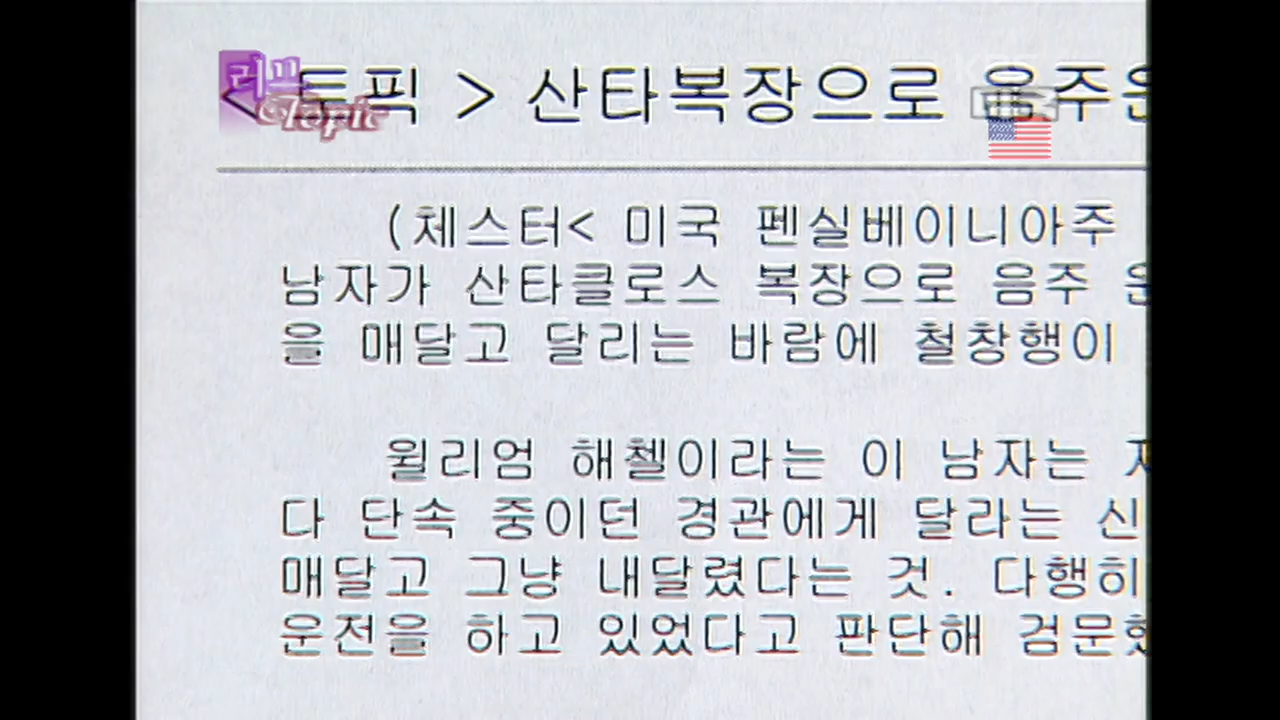 러브
Topic
< 토픽 > 산타복장으로 음주
(체스터< 미국 펜실베이니아주
남자가 산타클로스 복장으로 음주
을 매달고 달리는 바람에 철창행이
윌리엄 해첼이라는 이 남자는
다 단속 중이던 경관에게 달라는 신
매달고 그냥 내달렸다는 것. 다행히
운전을 하고 있었다고 판단해 검문했